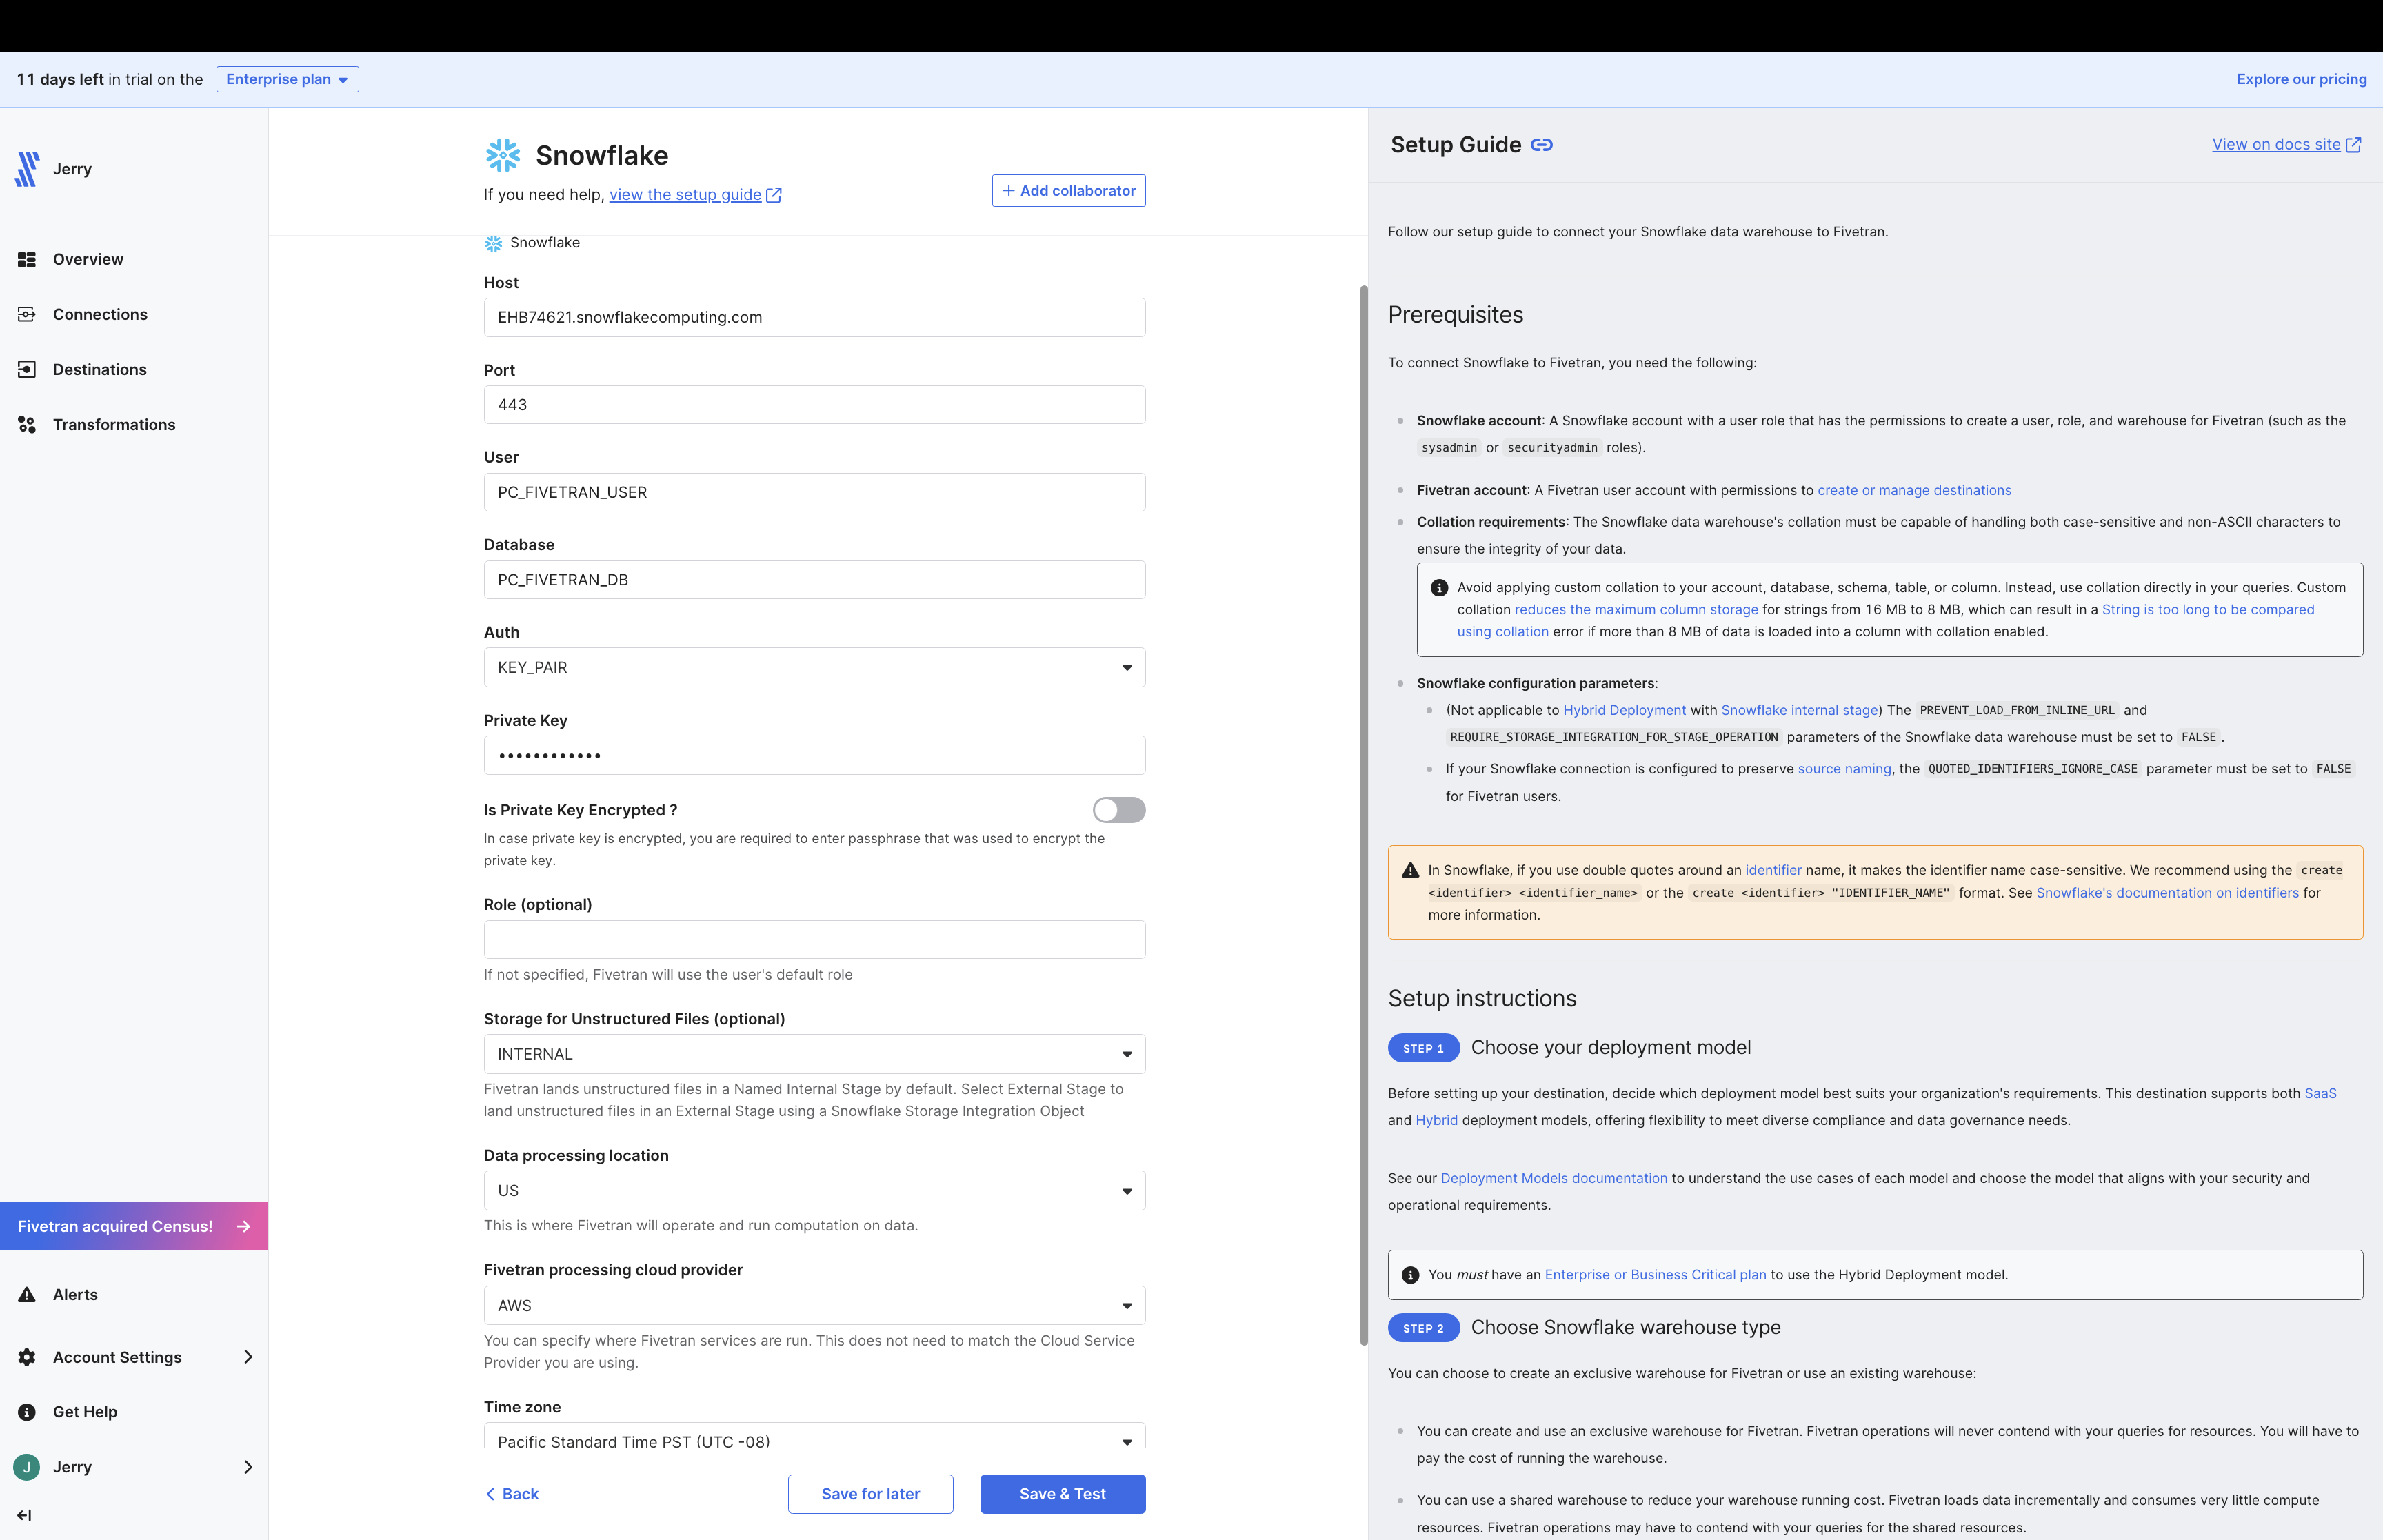 11 days left in trial on the
Enterprise plan
Explore our pricing
Jerry
Overview
Connections
Destinations
Transformations
Fivetran acquired Census!
Alerts
Account Settings
Get Help
J
Jerry
Snowflake
If you need help, view the setup guide
+ Add collaborator
Snowflake
Host
EHB74621.snowflakecomputing.com
Port
443
User
PC_FIVETRAN_USER
Database
PC_FIVETRAN_DB
Auth
KEY_PAIR
Private Key
••••••••••••
Is Private Key Encrypted ?
In case private key is encrypted, you are required to enter passphrase that was used to encrypt the
private key.
Role (optional)
If not specified, Fivetran will use the user's default role
Storage for Unstructured Files (optional)
INTERNAL
Fivetran lands unstructured files in a Named Internal Stage by default. Select External Stage to
land unstructured files in an External Stage using a Snowflake Storage Integration Object
Data processing location
US
This is where Fivetran will operate and run computation on data.
Fivetran processing cloud provider
AWS
You can specify where Fivetran services are run. This does not need to match the Cloud Service
Provider you are using.
Time zone
Pacific Standard Time PST (UTC -08)
Back
Save for later
Save & Test
Setup Guide
View on docs site
Follow our setup guide to connect your Snowflake data warehouse to Fivetran.
Prerequisites
To connect Snowflake to Fivetran, you need the following:
Snowflake account: A Snowflake account with a user role that has the permissions to create a user, role, and warehouse for Fivetran (such as the
sysadmin or securityadmin roles).
Fivetran account: A Fivetran user account with permissions to create or manage destinations
Collation requirements: The Snowflake data warehouse's collation must be capable of handling both case-sensitive and non-ASCII characters to
ensure the integrity of your data.
Avoid applying custom collation to your account, database, schema, table, or column. Instead, use collation directly in your queries. Custom
collation reduces the maximum column storage for strings from 16 MB to 8 MB, which can result in a String is too long to be compared
using collation error if more than 8 MB of data is loaded into a column with collation enabled.
Snowflake configuration parameters:
(Not applicable to Hybrid Deployment with Snowflake internal stage) The PREVENT_LOAD_FROM_INLINE_URL and
REQUIRE_STORAGE_INTEGRATION_FOR_STAGE_OPERATION parameters of the Snowflake data warehouse must be set to FALSE.
If your Snowflake connection is configured to preserve source naming, the QUOTED_IDENTIFIERS_IGNORE_CASE parameter must be set to FALSE
for Fivetran users.
In Snowflake, if you use double quotes around an identifier name, it makes the identifier name case-sensitive. We recommend using the create
<identifier> <identifier_name> or the create <identifier> "IDENTIFIER_NAME" format. See Snowflake's documentation on identifiers for
more information.
Setup instructions
STEP 1 Choose your deployment model
Before setting up your destination, decide which deployment model best suits your organization's requirements. This destination supports both SaaS
and Hybrid deployment models, offering flexibility to meet diverse compliance and data governance needs.
See our Deployment Models documentation to understand the use cases of each model and choose the model that aligns with your security and
operational requirements.
You must have an Enterprise or Business Critical plan to use the Hybrid Deployment model.
STEP 2 Choose Snowflake warehouse type
You can choose to create an exclusive warehouse for Fivetran or use an existing warehouse:
You can create and use an exclusive warehouse for Fivetran. Fivetran operations will never contend with your queries for resources. You will have to
pay the cost of running the warehouse.
You can use a shared warehouse to reduce your warehouse running cost. Fivetran loads data incrementally and consumes very little compute
resources. Fivetran operations may have to contend with your queries for the shared resources.